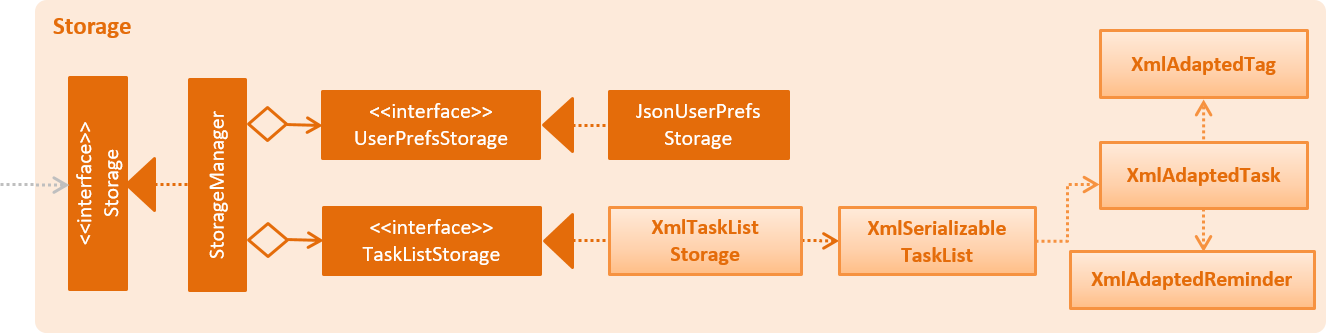 Storage
<<interface>>
Storage
StorageManager
<<interface>>
UserPrefsStorage
JsonUserPrefs
Storage
<<interface>>
TaskListStorage
XmlTaskList
Storage
XmlSerializable
TaskList
XmlAdaptedTag
XmlAdaptedTask
XmlAdaptedReminder